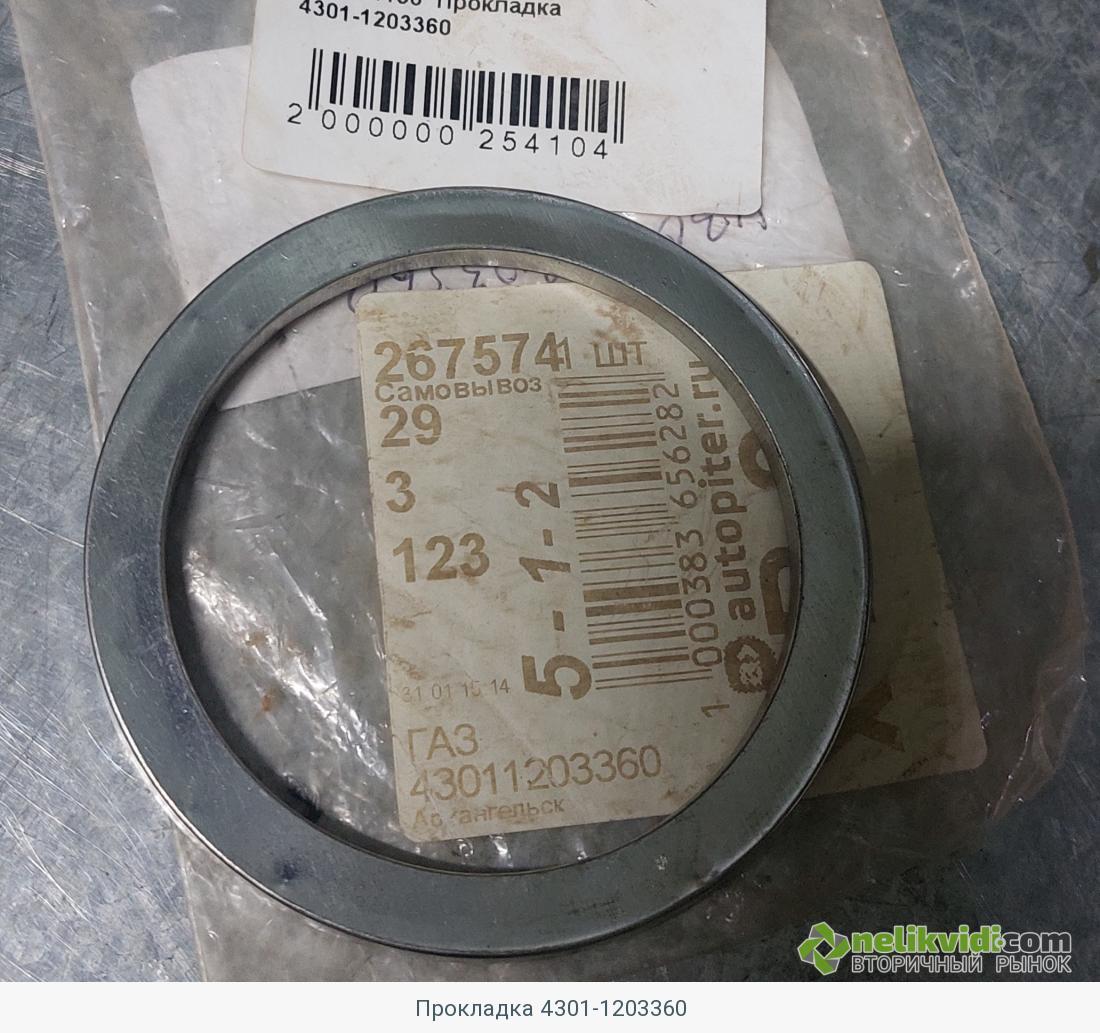 Прокладка
4301-1203360
2 000000 254104
267574 1 ШТ
Самовывоз
29
3
123
5-1-2
1 000383 656282
autopiter.ru
31.01 15:14
ГАЗ
43011203360
Архангельск
nelikvidi.com
ВТОРИЧНЫЙ РЫНОК
Прокладка 4301-1203360